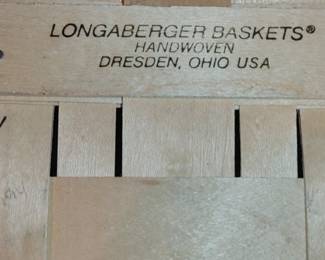 LONGABERGER BASKETS®
HANDWOVEN
DRESDEN, OHIO USA